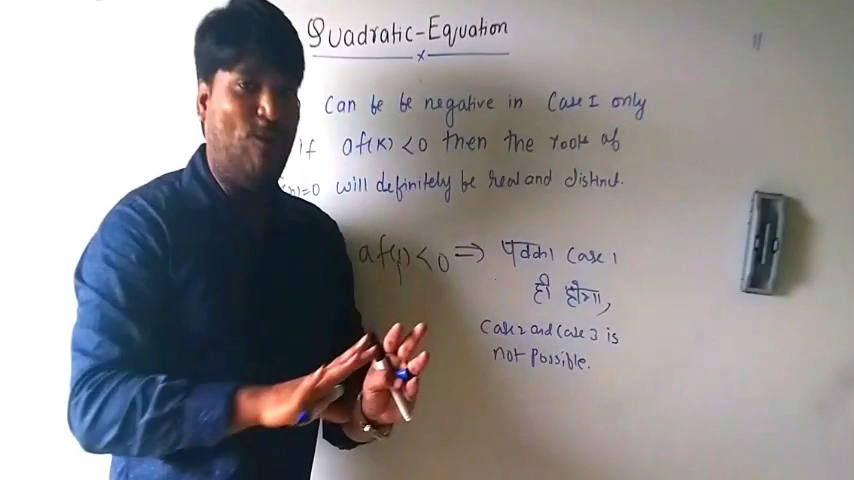 Quadratic-Equation
Can be be negative in Case I only
If af(k) <0 then the roots of
=0 will definitely be real and distinct.
af( ) <0 ⇒ पक्का Case 1
ही होगा,
Case 2 and Case 3 is
not possible.